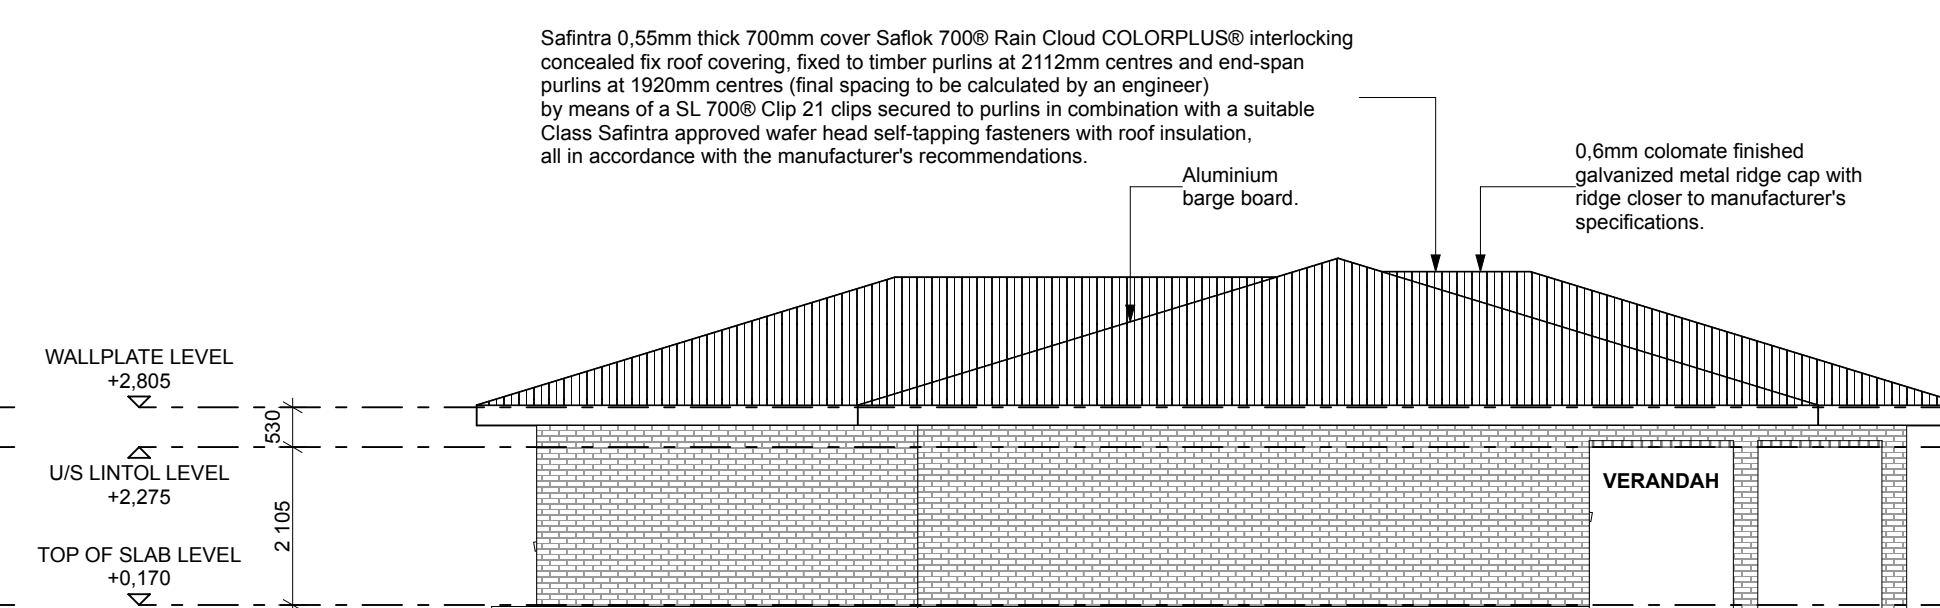 Safintra 0,55mm thick 700mm cover Saflok 700® Rain Cloud COLORPLUS® interlocking
concealed fix roof covering, fixed to timber purlins at 2112mm centres and end-span
purlins at 1920mm centres (final spacing to be calculated by an engineer)
by means of a SL 700® Clip 21 clips secured to purlins in combination with a suitable
Class Safintra approved wafer head self-tapping fasteners with roof insulation,
all in accordance with the manufacturer's recommendations.
Aluminium
barge board.
0,6mm colomate finished
galvanized metal ridge cap with
ridge closer to manufacturer's
specifications.
WALLPLATE LEVEL
+2,805
530
U/S LINTOL LEVEL
+2,275
2 105
TOP OF SLAB LEVEL
+0,170
VERANDAH